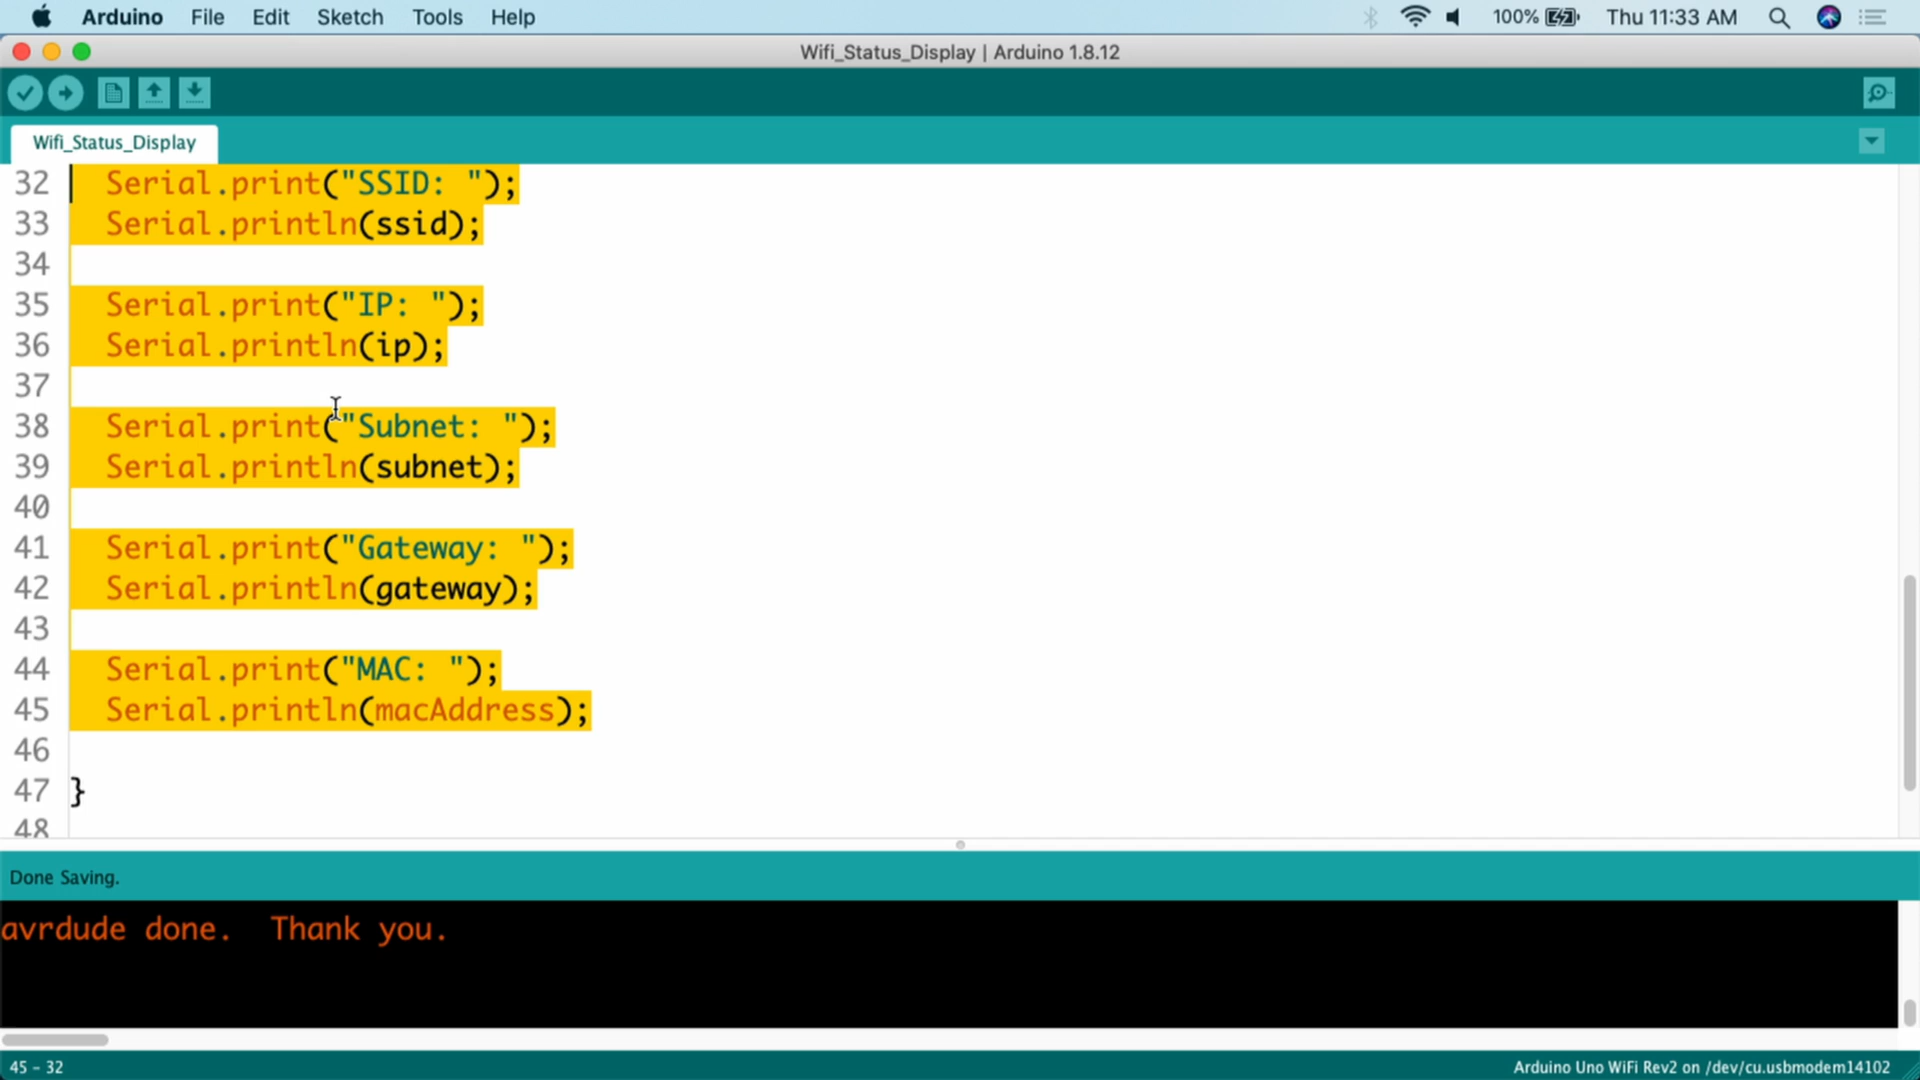 Arduino File Edit Sketch Tools Help 100% Thu 11:33 AM
Wifi_Status_Display | Arduino 1.8.12
Wifi_Status_Display
32 Serial.print("SSID: ");
33 Serial.println(ssid);
34
35 Serial.print("IP: ");
36 Serial.println(ip);
37
38 Serial.print("Subnet: ");
39 Serial.println(subnet);
40
41 Serial.print("Gateway: ");
42 Serial.println(gateway);
43
44 Serial.print("MAC: ");
45 Serial.println(macAddress);
46
47 }
48
Done Saving.
avrdude done.  Thank you.
45 - 32 Arduino Uno WiFi Rev2 on /dev/cu.usbmodem14102